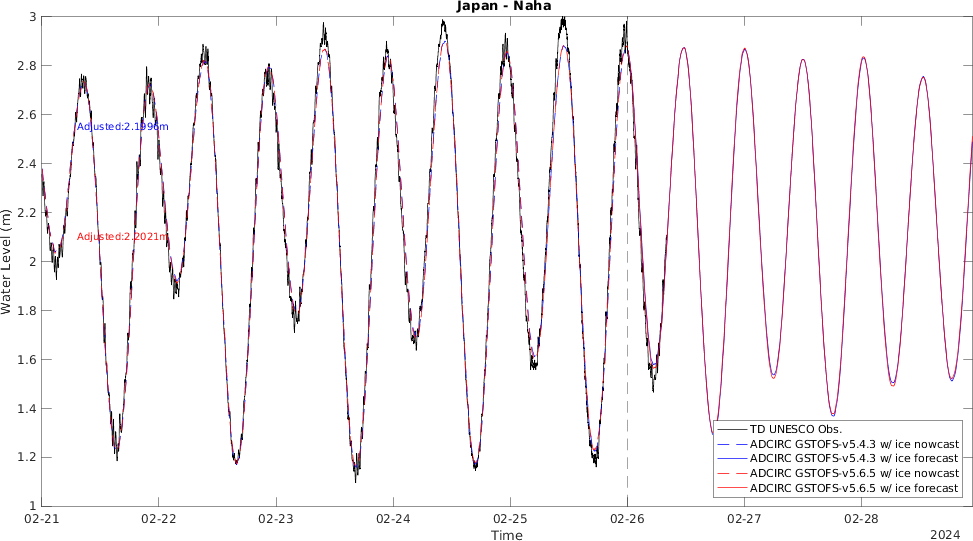 Japan - Naha
3
2.8
2.6
2.4
2.2
2
1.8
1.6
1.4
1.2
1
Water Level (m)
Adjusted:2.1996m
Adjusted:2.2021m
TD UNESCO Obs.
ADCIRC GSTOFS-v5.4.3 w/ ice nowcast
ADCIRC GSTOFS-v5.4.3 w/ ice forecast
ADCIRC GSTOFS-v5.6.5 w/ ice nowcast
ADCIRC GSTOFS-v5.6.5 w/ ice forecast
02-21 02-22 02-23 02-24 02-25 02-26 02-27 02-28
Time
2024